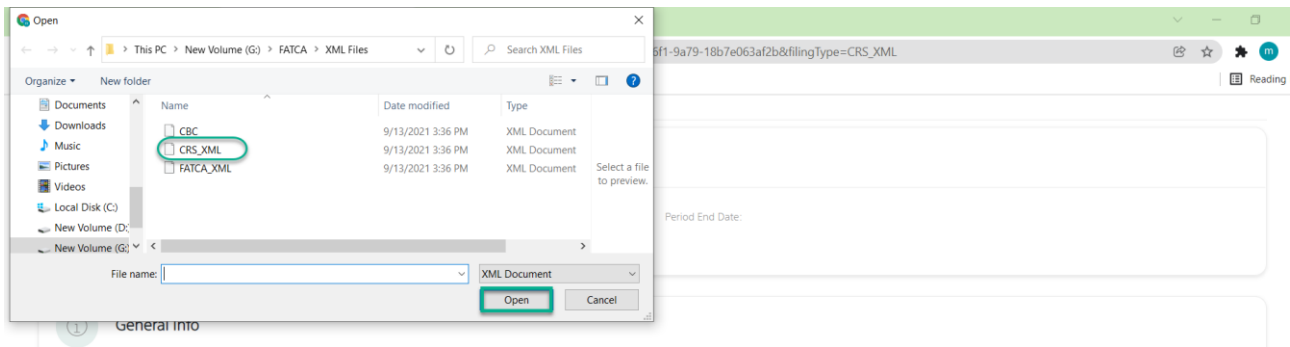 Open
This PC > New Volume (G:) > FATCA > XML Files
Search XML Files
6f1-9a79-18b7e063af2b&filingType=CRS_XML
m
Organize
New folder
?
Reading
Documents
Downloads
Music
Pictures
Videos
Local Disk (C:)
New Volume (D:)
New Volume (G:)
Name Date modified Type
CBC 9/13/2021 3:36 PM XML Document
CRS_XML 9/13/2021 3:36 PM XML Document
FATCA_XML 9/13/2021 3:36 PM XML Document
Select a file
to preview.
Period End Date:
File name:
XML Document
Open Cancel
1 General Info